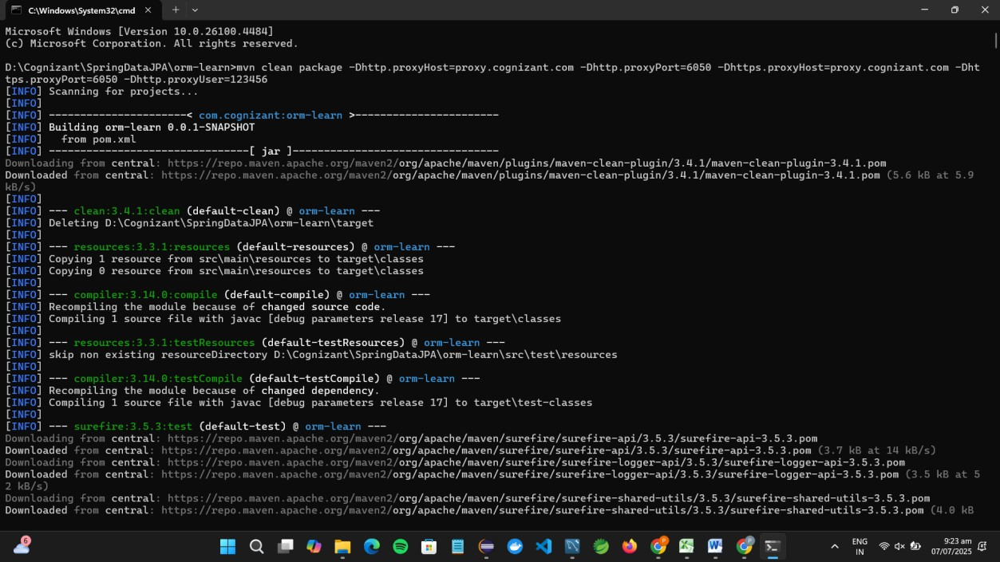 C:\Windows\System32\cmd
Microsoft Windows [Version 10.0.26100.4484]
(c) Microsoft Corporation. All rights reserved.
D:\Cognizant\SpringDataJPA\orm-learn>mvn clean package -Dhttp.proxyHost=proxy.cognizant.com -Dhttp.proxyPort=6050 -Dhttps.proxyHost=proxy.cognizant.com -Dht
tps.proxyPort=6050 -Dhttp.proxyUser=123456
[INFO] Scanning for projects...
[INFO]
[INFO] ----------------------< com.cognizant:orm-learn >-----------------------
[INFO] Building orm-learn 0.0.1-SNAPSHOT
[INFO]   from pom.xml
[INFO] --------------------------------[ jar ]---------------------------------
Downloading from central: https://repo.maven.apache.org/maven2/org/apache/maven/plugins/maven-clean-plugin/3.4.1/maven-clean-plugin-3.4.1.pom
Downloaded from central: https://repo.maven.apache.org/maven2/org/apache/maven/plugins/maven-clean-plugin/3.4.1/maven-clean-plugin-3.4.1.pom (5.6 kB at 5.9
kB/s)
[INFO]
[INFO] --- clean:3.4.1:clean (default-clean) @ orm-learn ---
[INFO] Deleting D:\Cognizant\SpringDataJPA\orm-learn\target
[INFO]
[INFO] --- resources:3.3.1:resources (default-resources) @ orm-learn ---
[INFO] Copying 1 resource from src\main\resources to target\classes
[INFO] Copying 0 resource from src\main\resources to target\classes
[INFO]
[INFO] --- compiler:3.14.0:compile (default-compile) @ orm-learn ---
[INFO] Recompiling the module because of changed source code.
[INFO] Compiling 1 source file with javac [debug parameters release 17] to target\classes
[INFO]
[INFO] --- resources:3.3.1:testResources (default-testResources) @ orm-learn ---
[INFO] skip non existing resourceDirectory D:\Cognizant\SpringDataJPA\orm-learn\src\test\resources
[INFO]
[INFO] --- compiler:3.14.0:testCompile (default-testCompile) @ orm-learn ---
[INFO] Recompiling the module because of changed dependency.
[INFO] Compiling 1 source file with javac [debug parameters release 17] to target\test-classes
[INFO]
[INFO] --- surefire:3.5.3:test (default-test) @ orm-learn ---
Downloading from central: https://repo.maven.apache.org/maven2/org/apache/maven/surefire/surefire-api/3.5.3/surefire-api-3.5.3.pom
Downloaded from central: https://repo.maven.apache.org/maven2/org/apache/maven/surefire/surefire-api/3.5.3/surefire-api-3.5.3.pom (3.7 kB at 14 kB/s)
Downloading from central: https://repo.maven.apache.org/maven2/org/apache/maven/surefire/surefire-logger-api/3.5.3/surefire-logger-api-3.5.3.pom
Downloaded from central: https://repo.maven.apache.org/maven2/org/apache/maven/surefire/surefire-logger-api/3.5.3/surefire-logger-api-3.5.3.pom (3.5 kB at 5
2 kB/s)
Downloading from central: https://repo.maven.apache.org/maven2/org/apache/maven/surefire/surefire-shared-utils/3.5.3/surefire-shared-utils-3.5.3.pom
Downloaded from central: https://repo.maven.apache.org/maven2/org/apache/maven/surefire/surefire-shared-utils/3.5.3/surefire-shared-utils-3.5.3.pom (4.0 kB
6
ENG
IN
9:23 am
07/07/2025